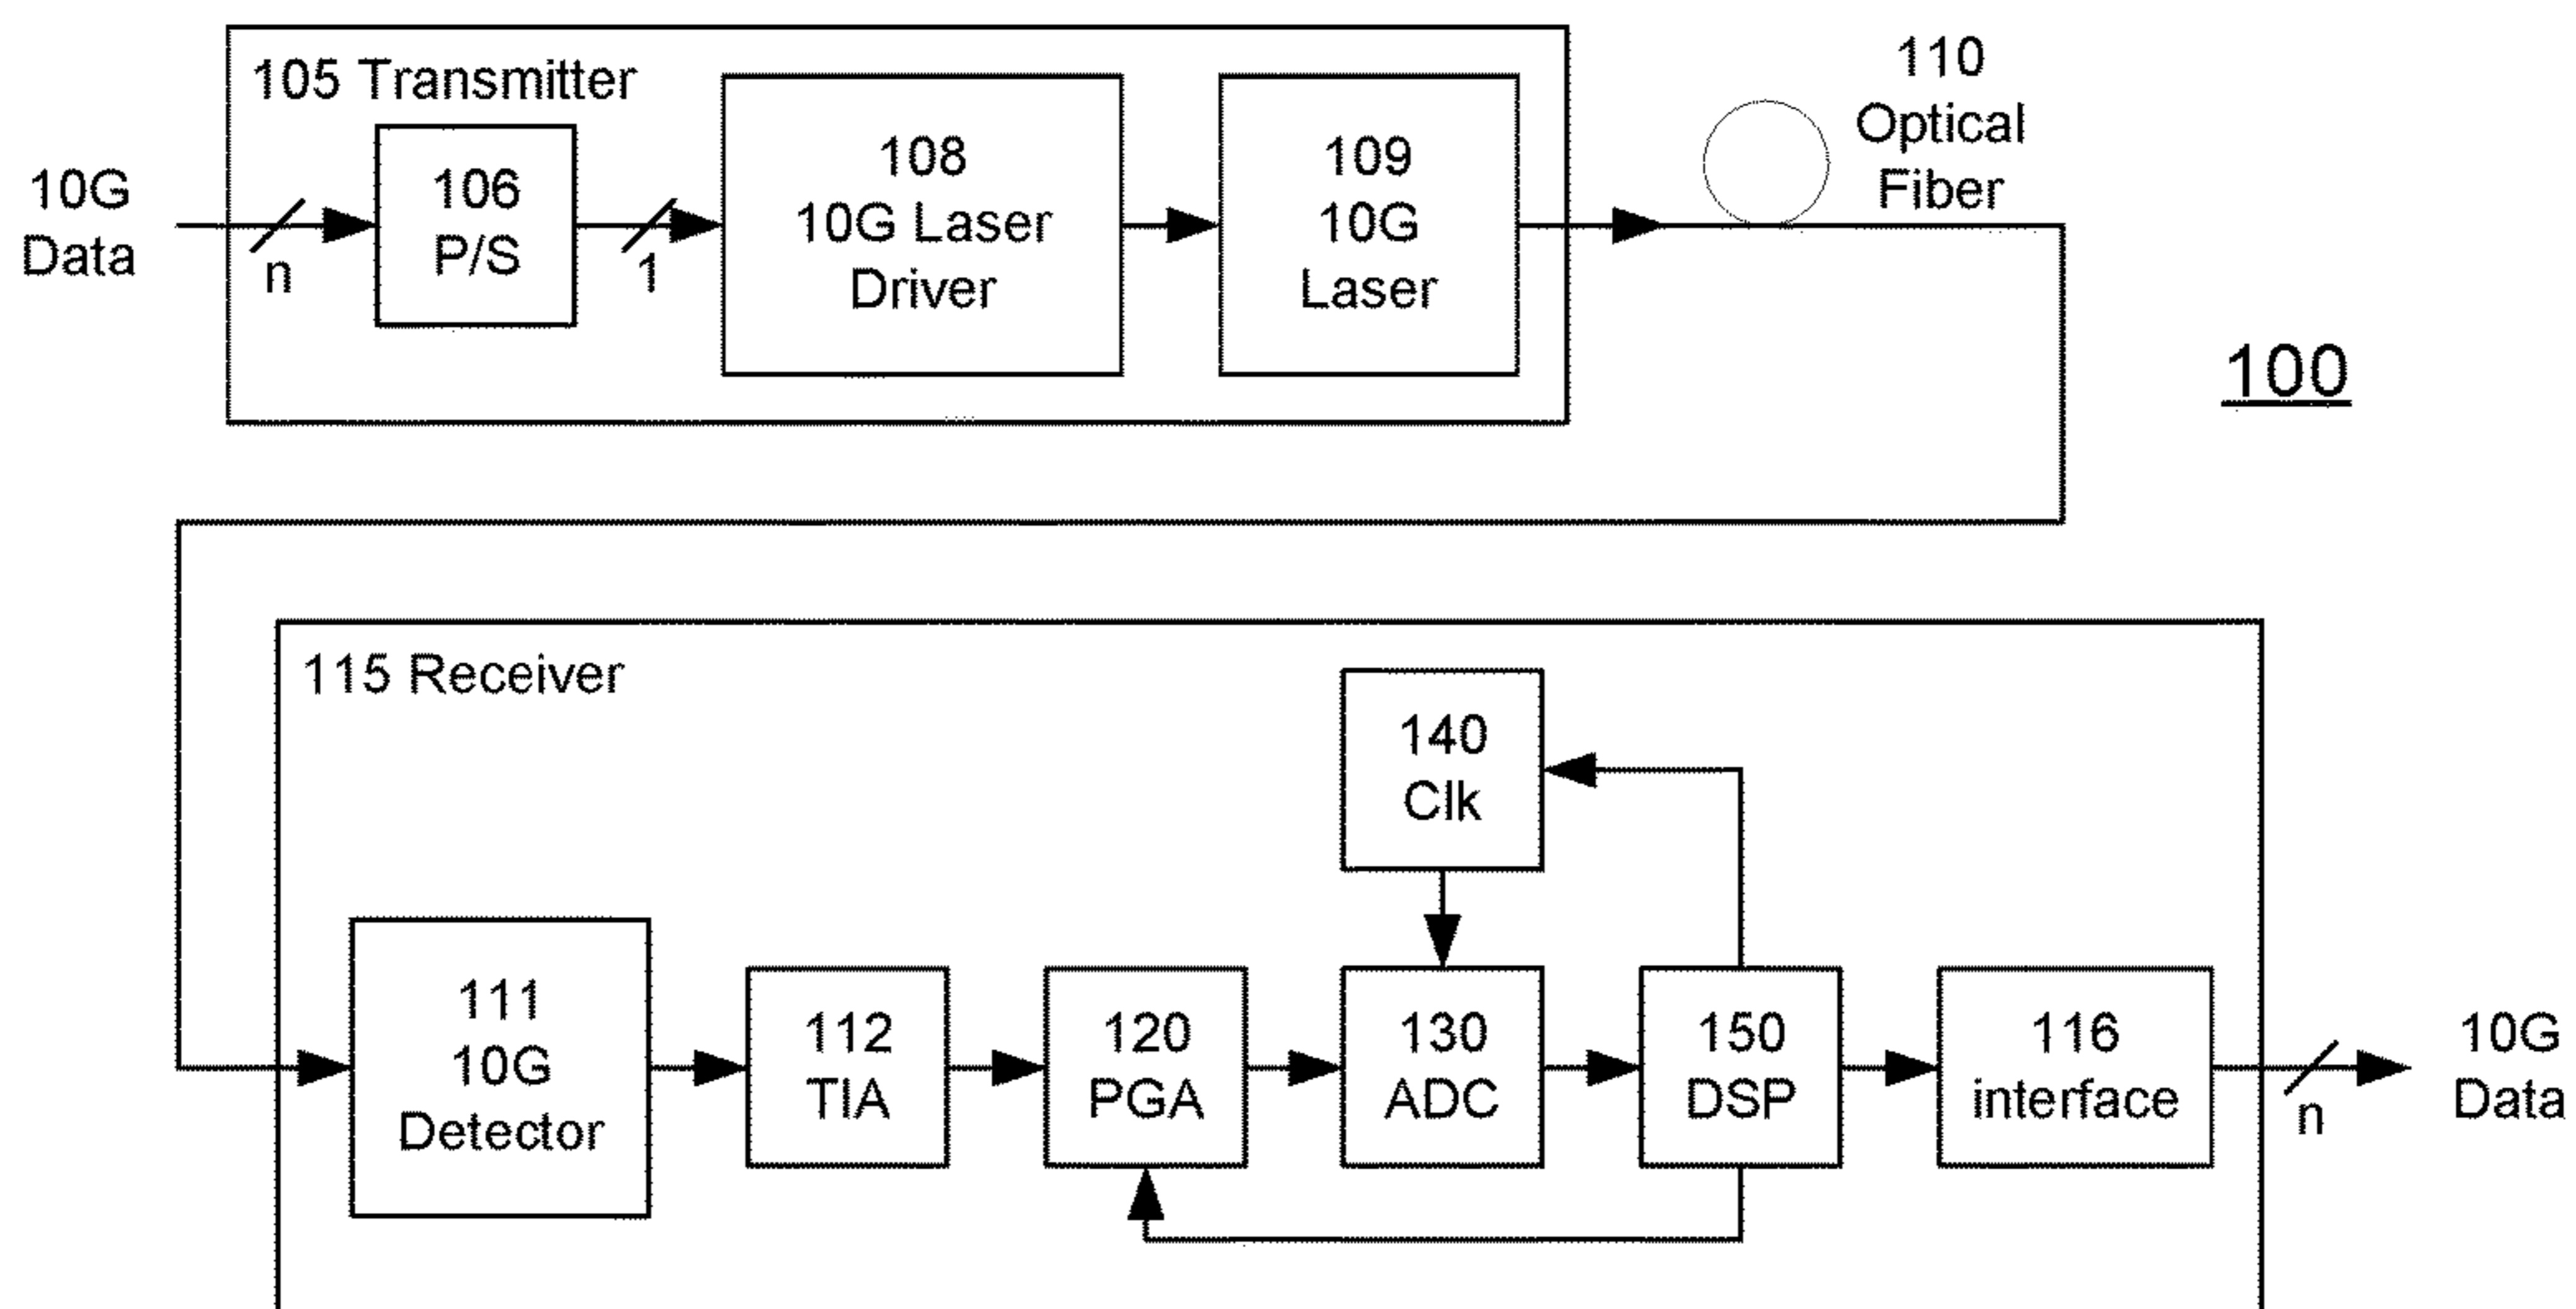 105 Transmitter
10G
Data
n
106
P/S
1
108
10G Laser
Driver
109
10G
Laser
110
Optical
Fiber
100
115 Receiver
140
Clk
111
10G
Detector
112
TIA
120
PGA
130
ADC
150
DSP
116
interface
n
10G
Data